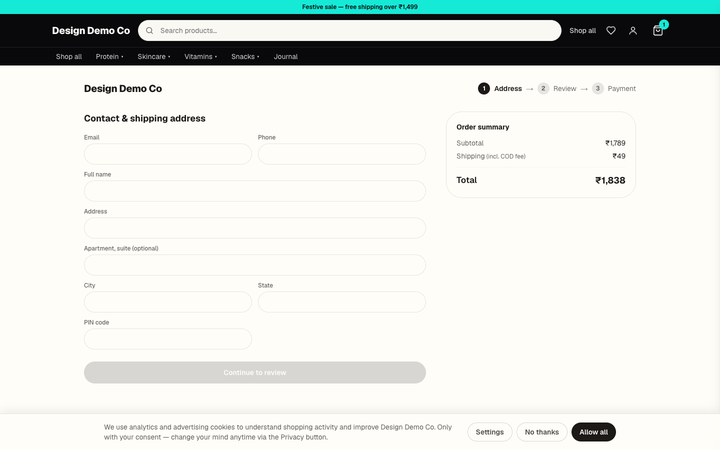 Festive sale — free shipping over ₹1,499
Design Demo Co
Search products...
Shop all
1
Shop all
Protein
Skincare
Vitamins
Snacks
Journal
Design Demo Co
1 Address → 2 Review → 3 Payment
Contact & shipping address
Email
Phone
Full name
Address
Apartment, suite (optional)
City
State
PIN code
Continue to review
Order summary
Subtotal ₹1,789
Shipping (incl. COD fee) ₹49
Total ₹1,838
We use analytics and advertising cookies to understand shopping activity and improve Design Demo Co. Only
with your consent — change your mind anytime via the Privacy button.
Settings
No thanks
Allow all